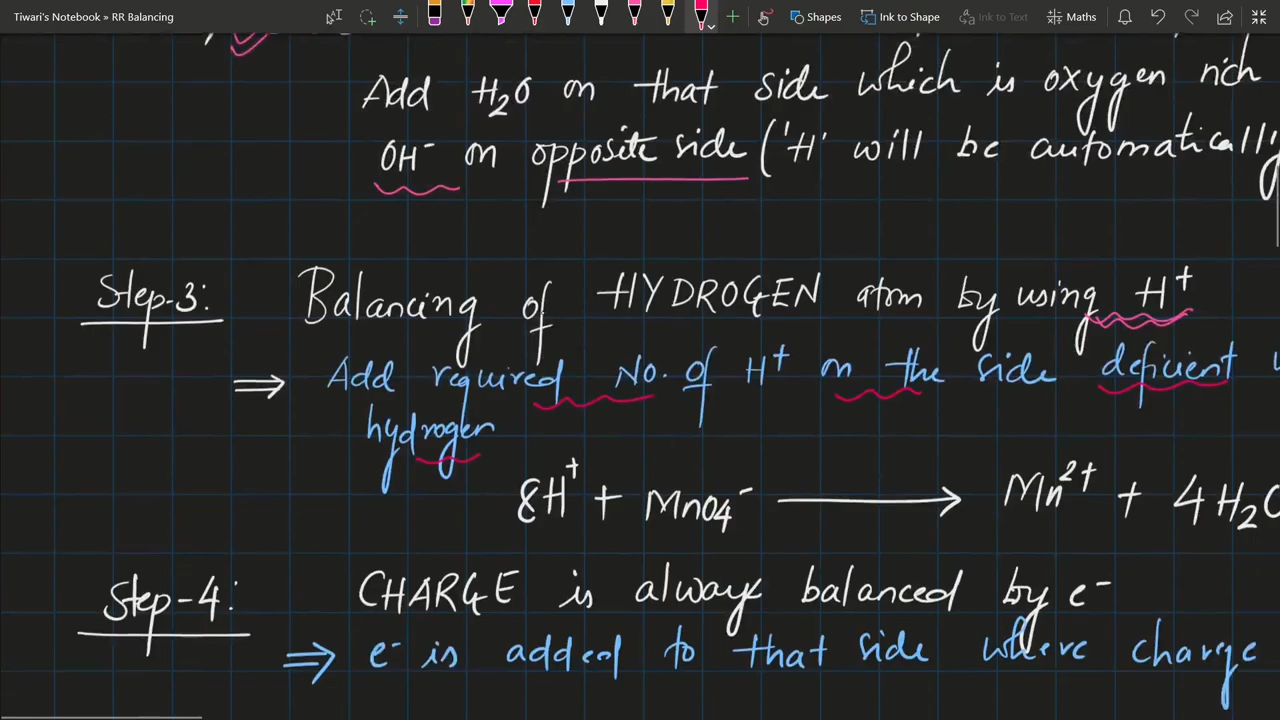 Tiwari's Notebook » RR Balancing
Shapes
Ink to Shape
Ink to Text
Maths
Add H₂O on that side which is oxygen rich
OH⁻ on opposite side ('H' will be automatically
Step-3: Balancing of HYDROGEN atom by using H⁺
⇒ Add required No. of H⁺ on the side deficient
hydrogen
8H⁺ + MnO₄⁻ ⟶ Mn²⁺ + 4H₂O
Step-4: CHARGE is always balanced by e⁻
⇒ e⁻ is added to that side where charge